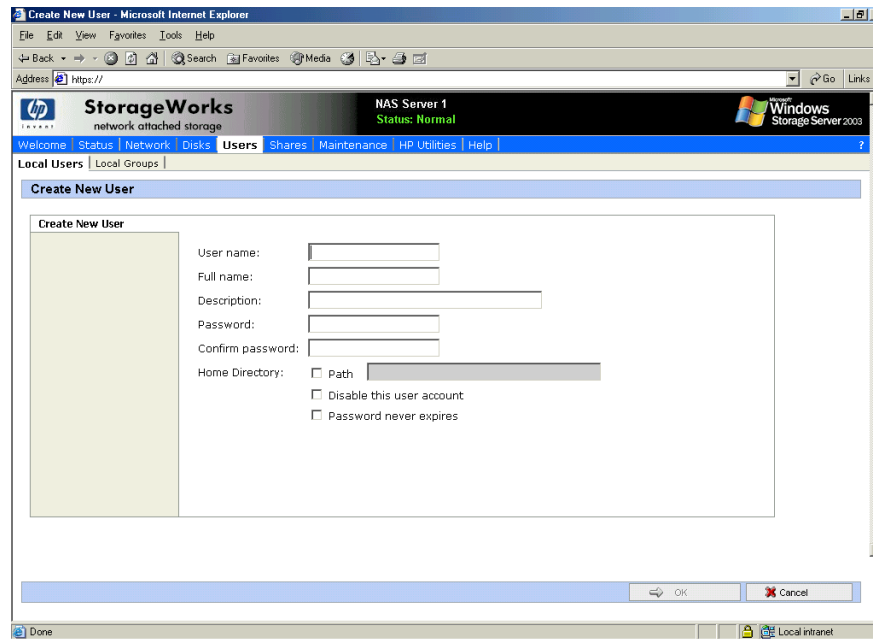 Create New User - Microsoft Internet Explorer
File Edit View Favorites Tools Help
Back Search Favorites Media
Address https:// Go Links
hp invent
StorageWorks
network attached storage
NAS Server 1
Status: Normal
Microsoft
Windows
Storage Server 2003
Welcome Status Network Disks Users Shares Maintenance HP Utilities Help ?
Local Users Local Groups
Create New User
Create New User
User name:
Full name:
Description:
Password:
Confirm password:
Home Directory: Path
Disable this user account
Password never expires
OK Cancel
Done Local intranet